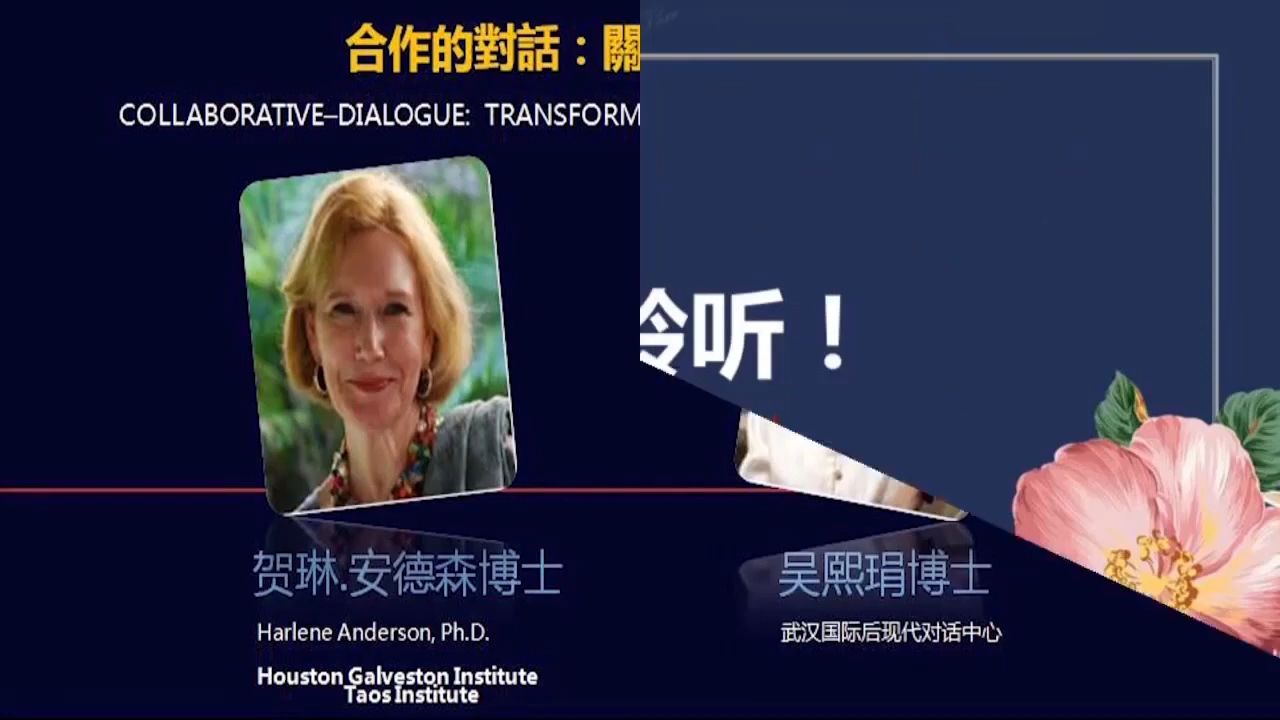 合作的對話：關
COLLABORATIVE–DIALOGUE: TRANSFORM
聆听！
贺琳.安德森博士
吴熙琄博士
Harlene Anderson, Ph.D.
武汉国际后现代对话中心
Houston Galveston Institute
Taos Institute